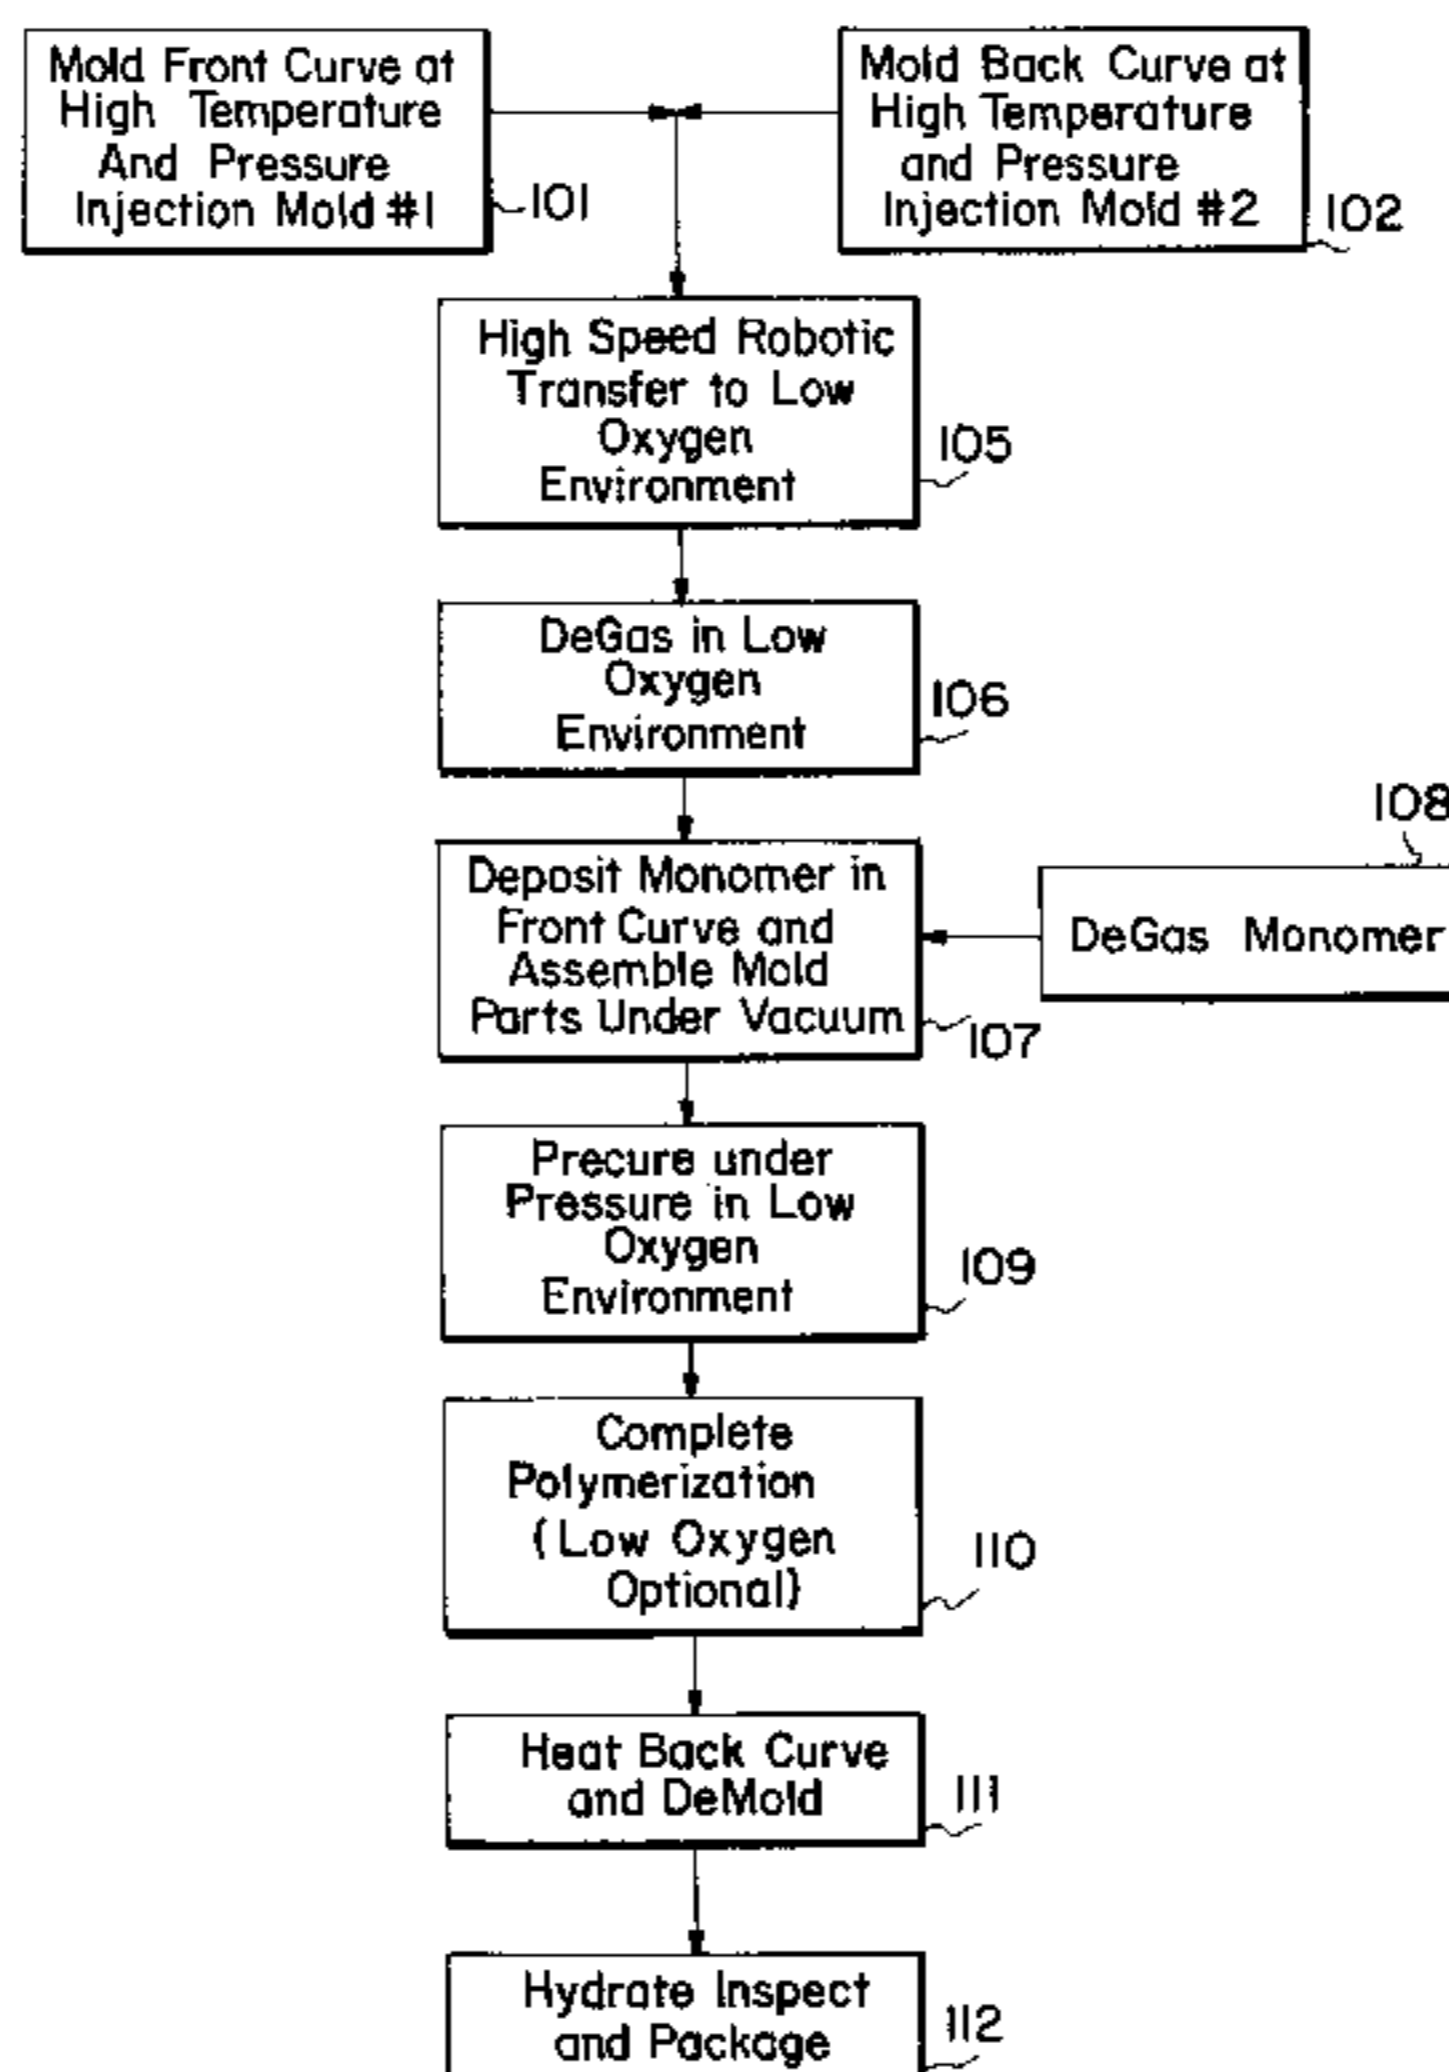 Mold Front Curve at
High Temperature
And Pressure
Injection Mold #1
101
Mold Back Curve at
High Temperature
and Pressure
Injection Mold #2
102
High Speed Robotic
Transfer to Low
Oxygen
Environment
105
DeGas in Low
Oxygen
Environment
106
Deposit Monomer in
Front Curve and
Assemble Mold
Parts Under Vacuum
107
108
DeGas Monomer
Precure under
Pressure in Low
Oxygen
Environment
109
Complete
Polymerization
(Low Oxygen
Optional)
110
Heat Back Curve
and DeMold
111
Hydrate Inspect
and Package
112